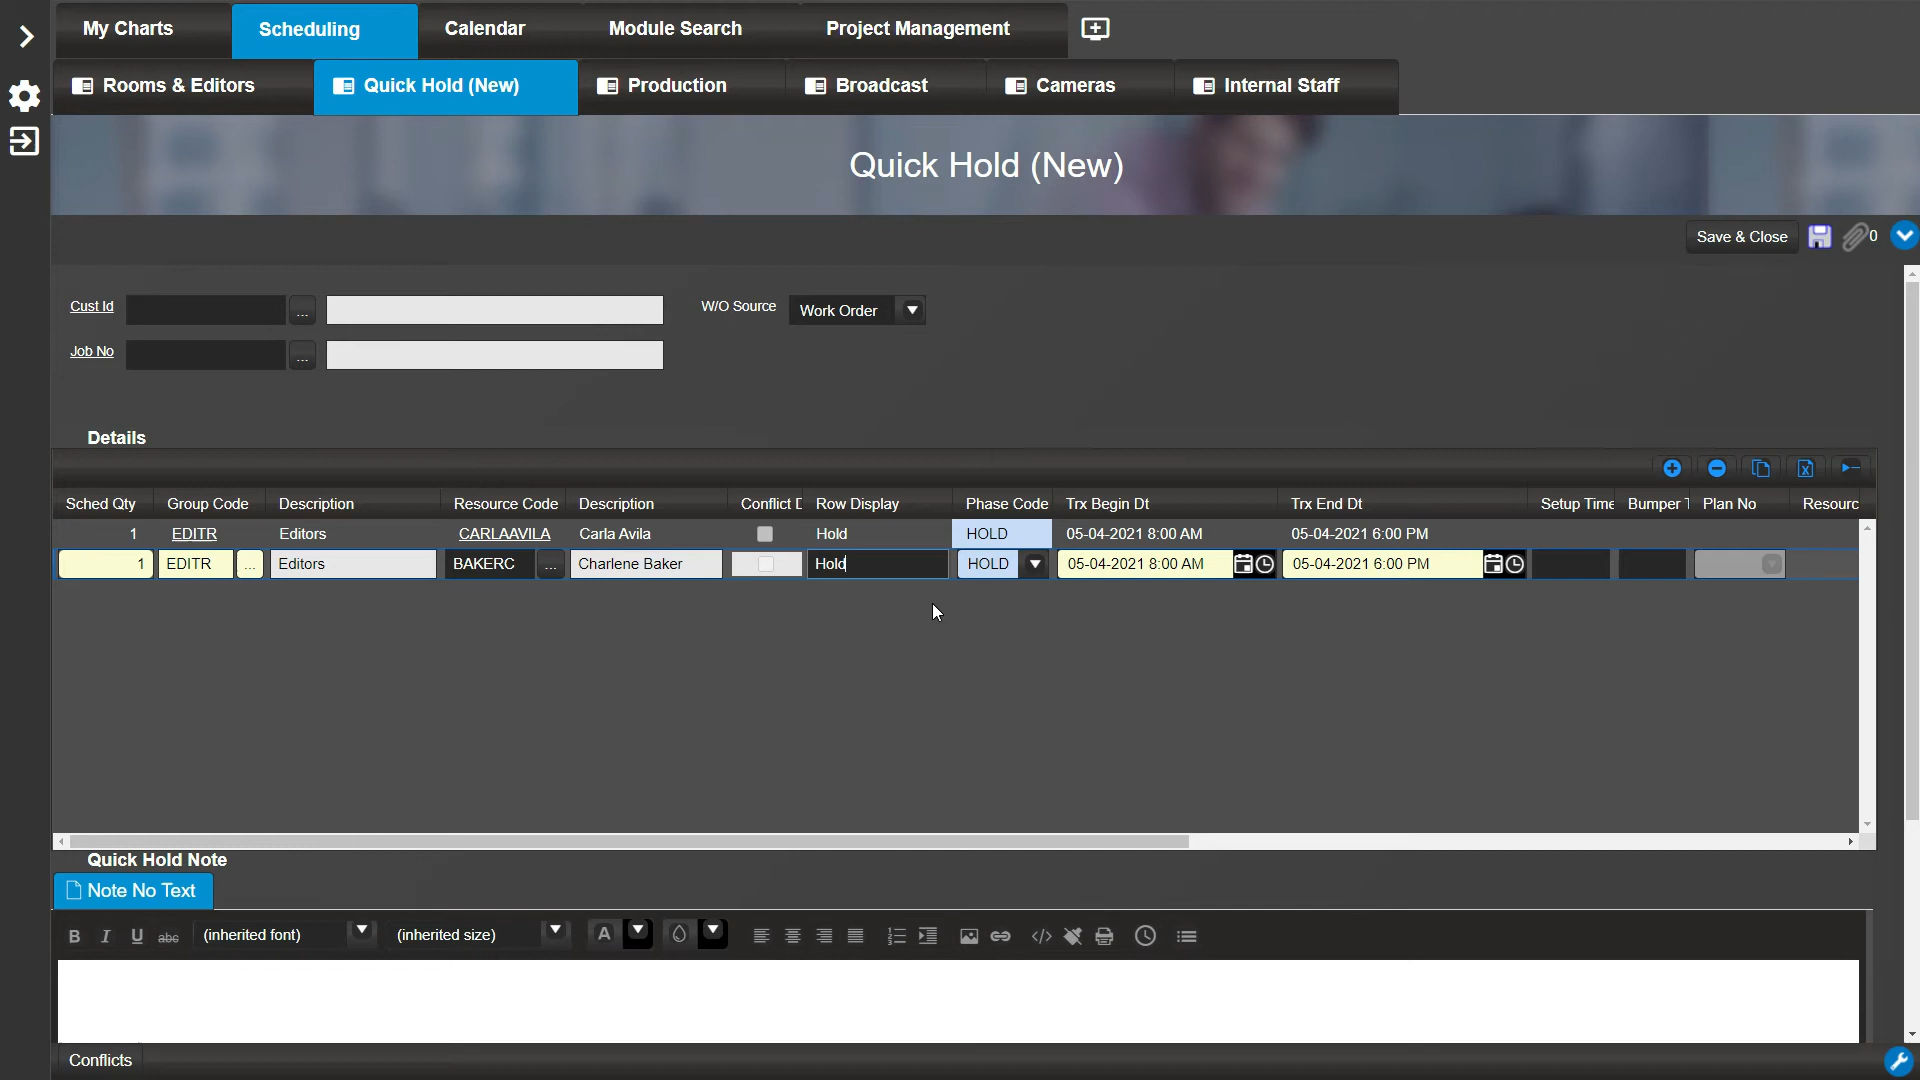 My Charts Scheduling Calendar Module Search Project Management
Rooms & Editors Quick Hold (New) Production Broadcast Cameras Internal Staff
Quick Hold (New)
Save & Close 0
Cust Id ... W/O Source Work Order
Job No ...
Details
Sched Qty Group Code Description Resource Code Description Conflict D Row Display Phase Code Trx Begin Dt Trx End Dt Setup Time Bumper T Plan No Resourc
1 EDITR Editors CARLAAVILA Carla Avila Hold HOLD 05-04-2021 8:00 AM 05-04-2021 6:00 PM
1 EDITR ... Editors BAKERC ... Charlene Baker Hold HOLD 05-04-2021 8:00 AM 05-04-2021 6:00 PM
Quick Hold Note
Note No Text
B I U abc (inherited font) (inherited size) A
Conflicts